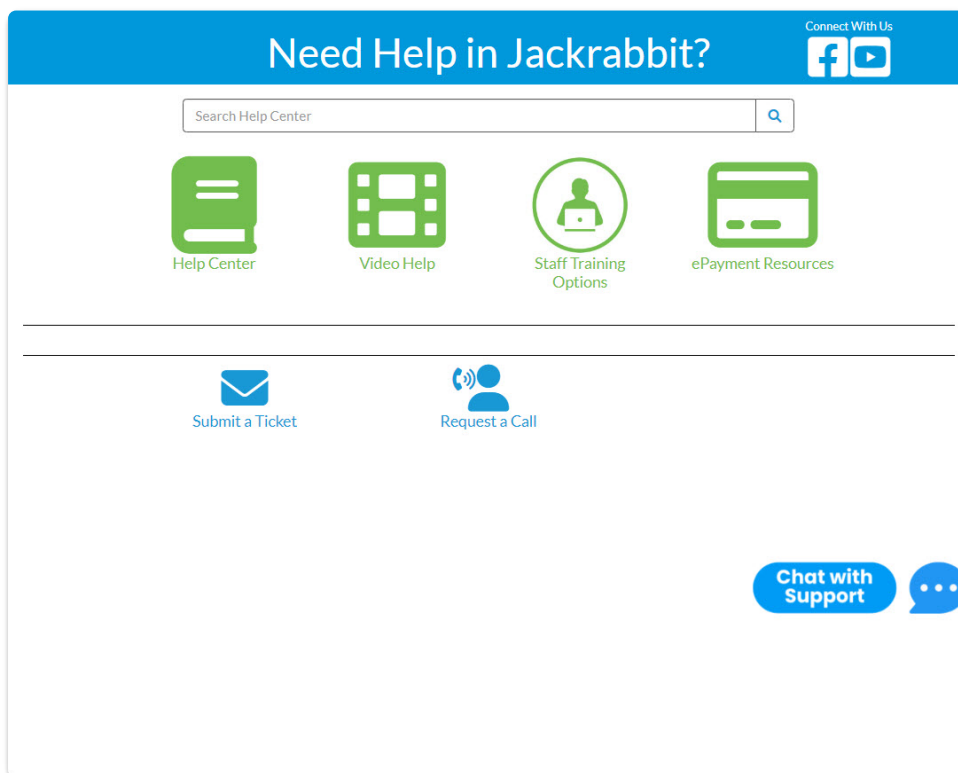 Connect With Us
Need Help in Jackrabbit?
Search Help Center
Help Center
Video Help
Staff Training
Options
ePayment Resources
Submit a Ticket
Request a Call
Chat with
Support